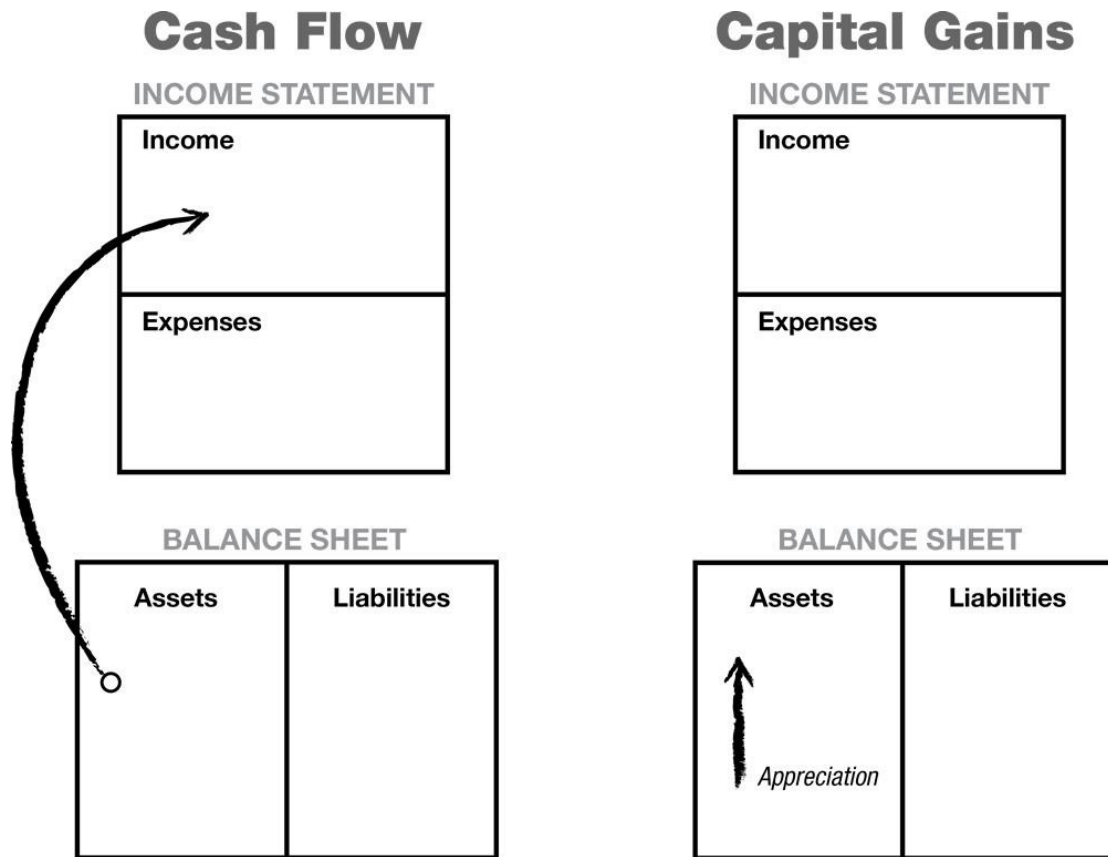 Cash Flow
INCOME STATEMENT
Income
Expenses
BALANCE SHEET
Assets Liabilities
Capital Gains
INCOME STATEMENT
Income
Expenses
BALANCE SHEET
Assets Liabilities
Appreciation